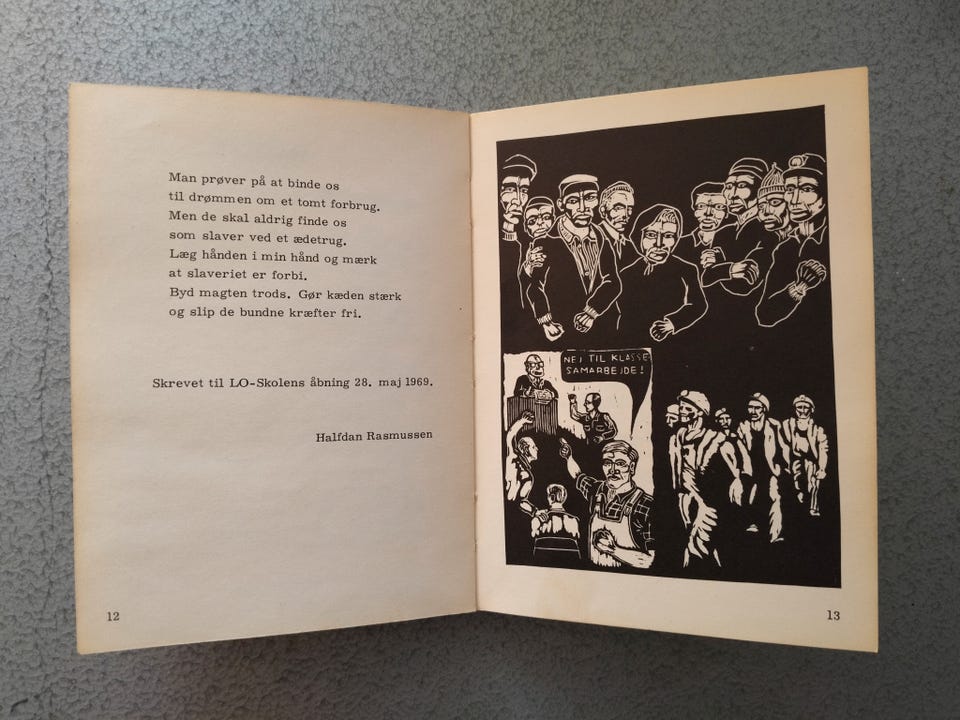 Man prøver på at binde os
til drømmen om et tomt forbrug.
Men de skal aldrig finde os
som slaver ved et ædetrug.
Læg hånden i min hånd og mærk
at slaveriet er forbi.
Byd magten trods. Gør kæden stærk
og slip de bundne kræfter fri.
Skrevet til LO-Skolens åbning 28. maj 1969.
Halfdan Rasmussen
12
NEJ TIL KLASSE
SAMARBEJDE!
13